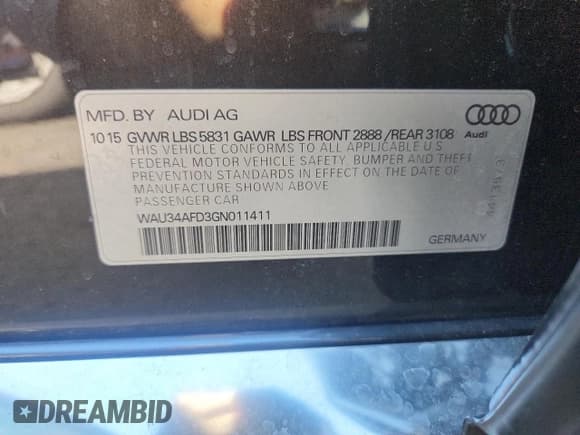 MFD. BY AUDI AG
10 15 GVWR LBS 5831 GAWR LBS FRONT 2888 /REAR 3108
Audi
THIS VEHICLE CONFORMS TO ALL APPLICABLE U S
FEDERAL MOTOR VEHICLE SAFETY, BUMPER AND THEFT
PREVENTION STANDARDS IN EFFECT ON THE DATE
OF MANUFACTURE SHOWN ABOVE
PASSENGER CAR
WAU34AFD3GN011411
GERMANY
DREAMBID